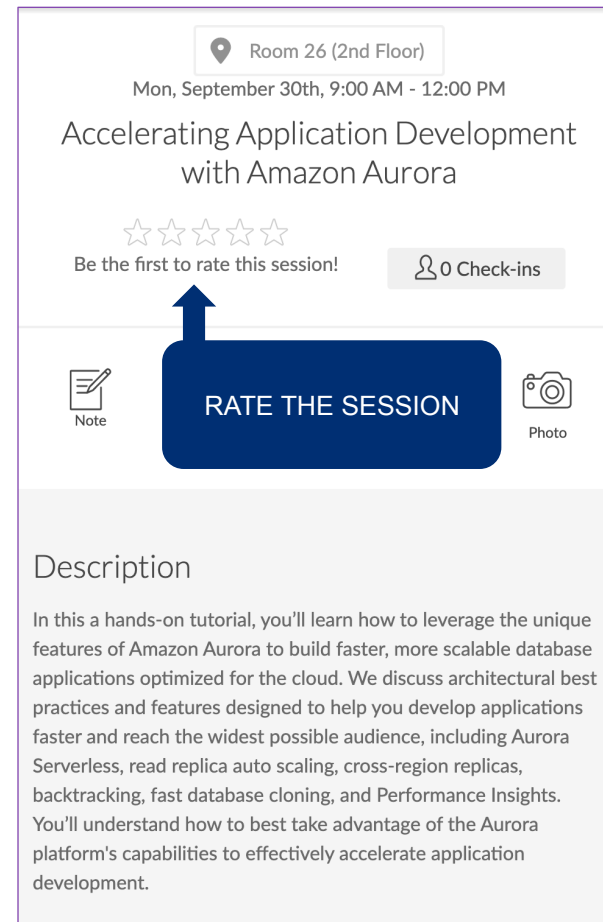 Room 26 (2nd Floor)
Mon, September 30th, 9:00 AM - 12:00 PM
Accelerating Application Development
with Amazon Aurora
Be the first to rate this session!
0 Check-ins
Note
RATE THE SESSION
Photo
Description
In this a hands-on tutorial, you’ll learn how to leverage the unique
features of Amazon Aurora to build faster, more scalable database
applications optimized for the cloud. We discuss architectural best
practices and features designed to help you develop applications
faster and reach the widest possible audience, including Aurora
Serverless, read replica auto scaling, cross-region replicas,
backtracking, fast database cloning, and Performance Insights.
You’ll understand how to best take advantage of the Aurora
platform's capabilities to effectively accelerate application
development.